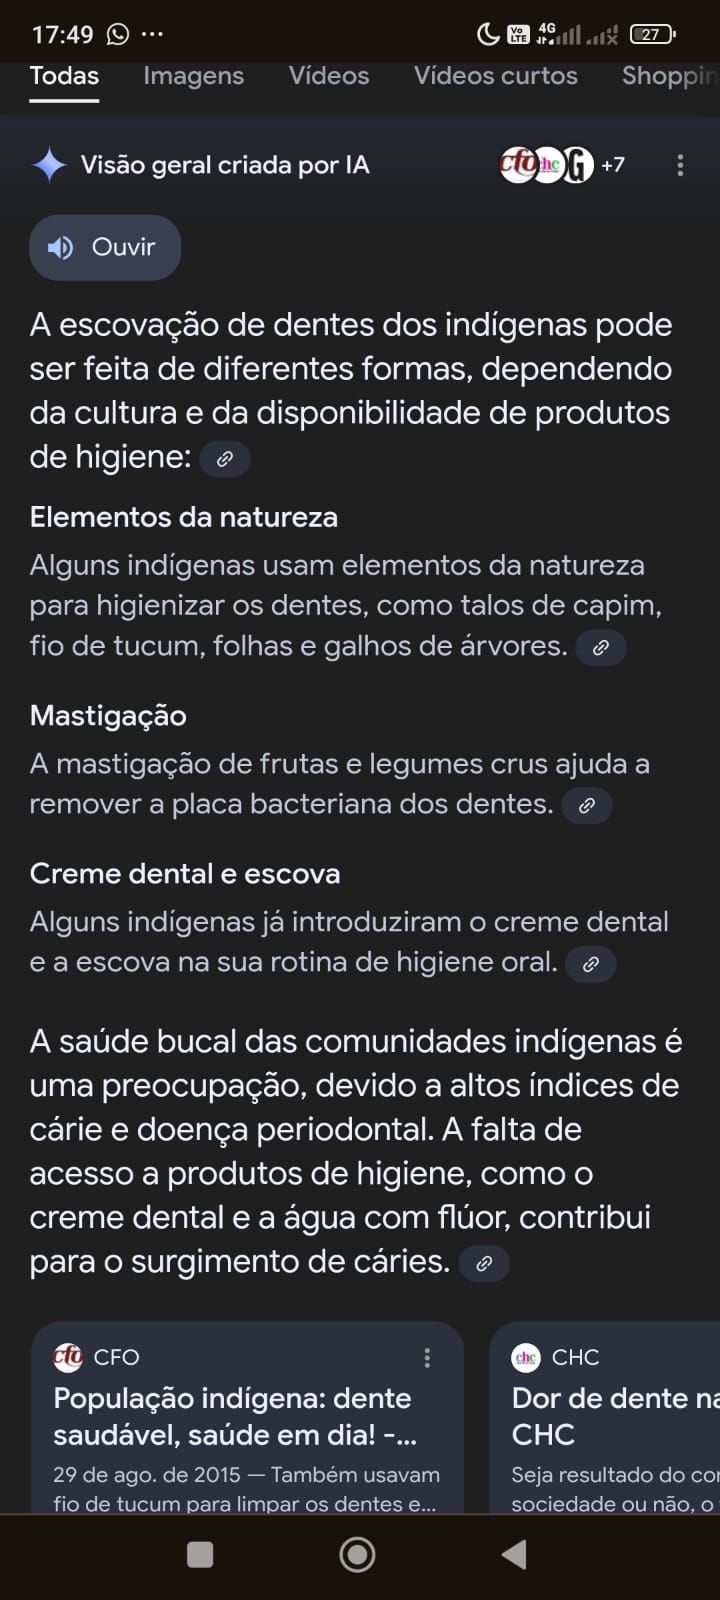 17:49
Vo
LTE
4G
27
Todas Imagens Vídeos Vídeos curtos Shoppin
Visão geral criada por IA
cfo chc G +7
Ouvir
A escovação de dentes dos indígenas pode
ser feita de diferentes formas, dependendo
da cultura e da disponibilidade de produtos
de higiene:
Elementos da natureza
Alguns indígenas usam elementos da natureza
para higienizar os dentes, como talos de capim,
fio de tucum, folhas e galhos de árvores.
Mastigação
A mastigação de frutas e legumes crus ajuda a
remover a placa bacteriana dos dentes.
Creme dental e escova
Alguns indígenas já introduziram o creme dental
e a escova na sua rotina de higiene oral.
A saúde bucal das comunidades indígenas é
uma preocupação, devido a altos índices de
cárie e doença periodontal. A falta de
acesso a produtos de higiene, como o
creme dental e a água com flúor, contribui
para o surgimento de cáries.
cfo CFO
População indígena: dente
saudável, saúde em dia! -...
29 de ago. de 2015 — Também usavam
fio de tucum para limpar os dentes e...
chc CHC
Dor de dente na
CHC
Seja resultado do con
sociedade ou não, o